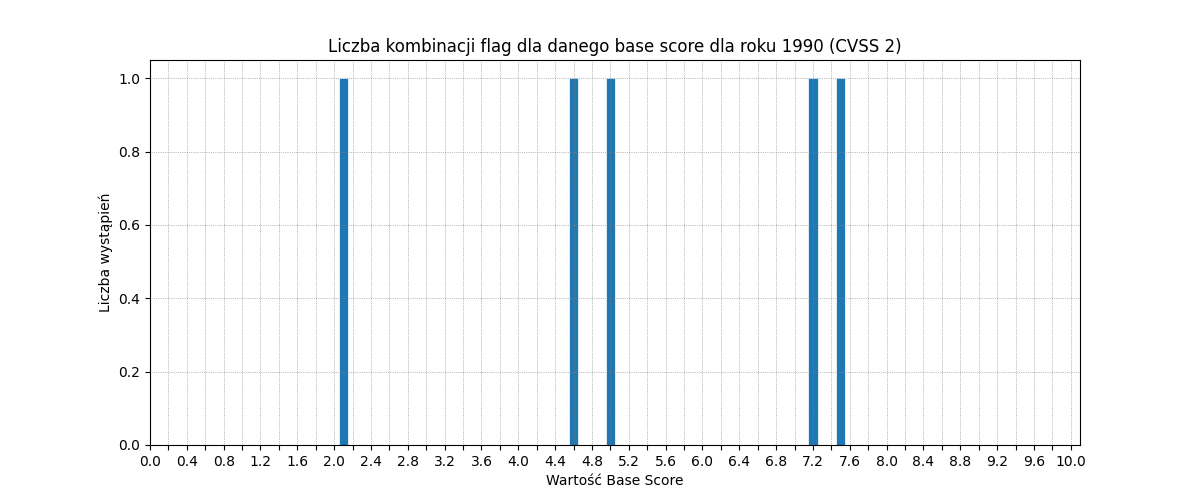 Liczba kombinacji flag dla danego base score dla roku 1990 (CVSS 2)
Liczba wystąpień
1.0
0.8
0.6
0.4
0.2
0.0
0.0 0.4 0.8 1.2 1.6 2.0 2.4 2.8 3.2 3.6 4.0 4.4 4.8 5.2 5.6 6.0 6.4 6.8 7.2 7.6 8.0 8.4 8.8 9.2 9.6 10.0
Wartość Base Score